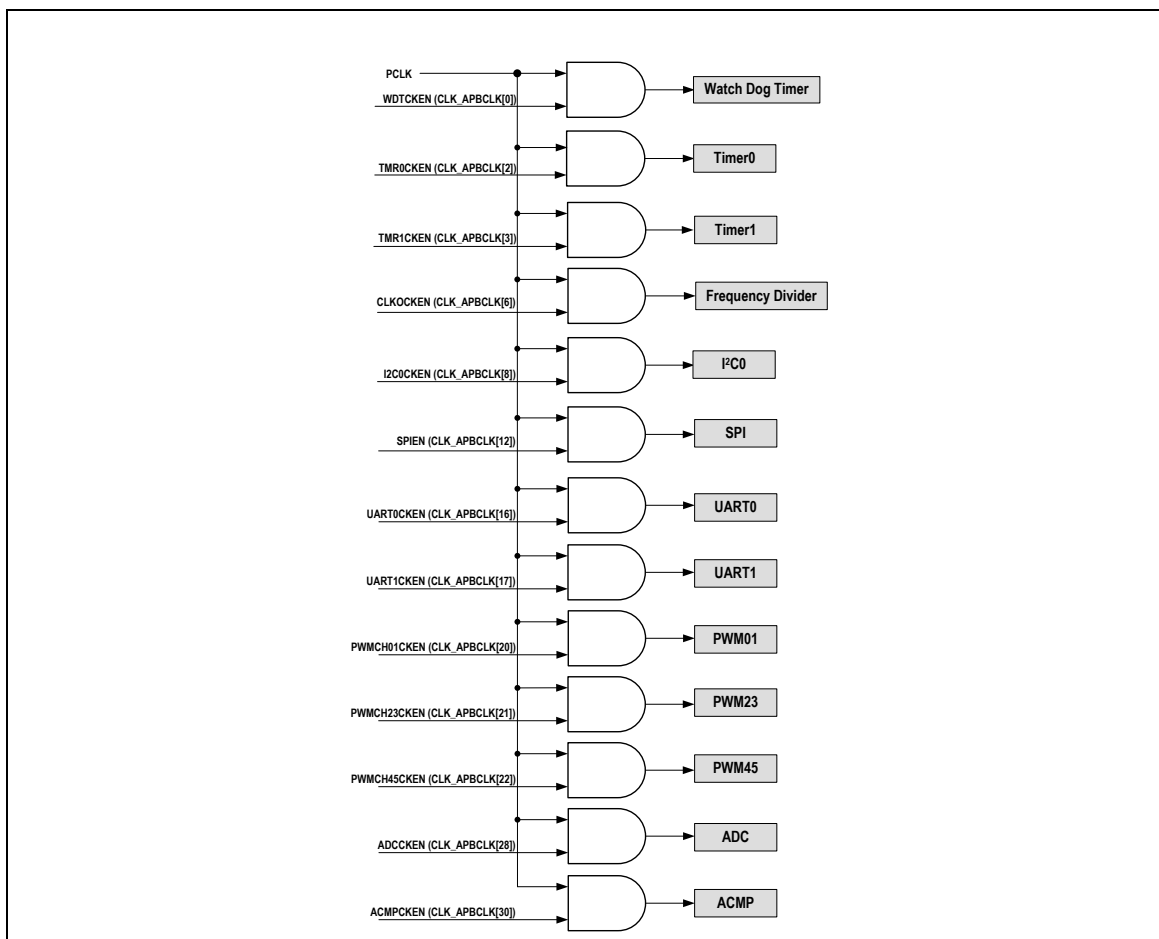 PCLK
WDTCKEN (CLK_APBCLK[0])
Watch Dog Timer
TMR0CKEN (CLK_APBCLK[2])
Timer0
TMR1CKEN (CLK_APBCLK[3])
Timer1
CLKOCKEN (CLK_APBCLK[6])
Frequency Divider
I2C0CKEN (CLK_APBCLK[8])
I²C0
SPIEN (CLK_APBCLK[12])
SPI
UART0CKEN (CLK_APBCLK[16])
UART0
UART1CKEN (CLK_APBCLK[17])
UART1
PWMCH01CKEN (CLK_APBCLK[20])
PWM01
PWMCH23CKEN (CLK_APBCLK[21])
PWM23
PWMCH45CKEN (CLK_APBCLK[22])
PWM45
ADCCKEN (CLK_APBCLK[28])
ADC
ACMPCKEN (CLK_APBCLK[30])
ACMP